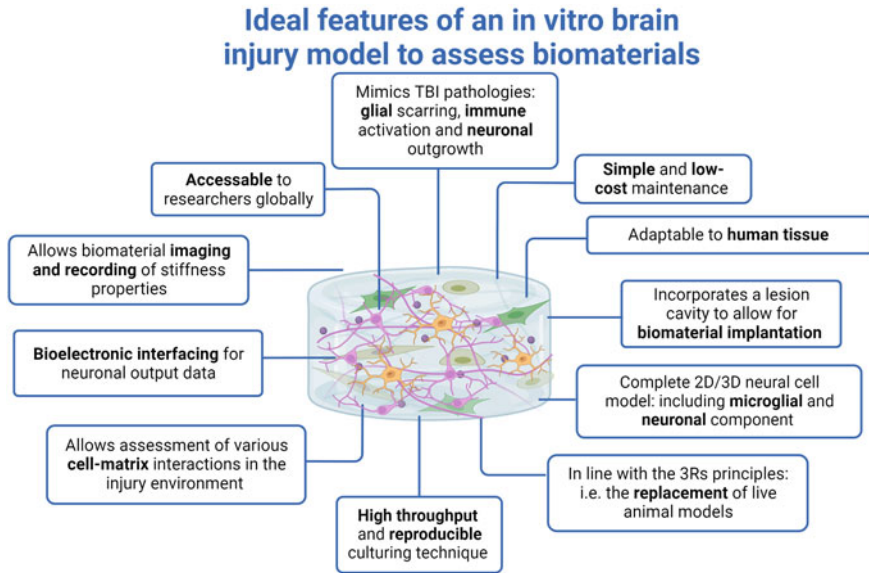 Ideal features of an in vitro brain
injury model to assess biomaterials
Mimics TBI pathologies:
glial scarring, immune
activation and neuronal
outgrowth
Accessable to
researchers globally
Simple and low-
cost maintenance
Allows biomaterial imaging
and recording of stiffness
properties
Adaptable to human tissue
Incorporates a lesion
cavity to allow for
biomaterial implantation
Bioelectronic interfacing for
neuronal output data
Complete 2D/3D neural cell
model: including microglial and
neuronal component
Allows assessment of various
cell-matrix interactions in the
injury environment
In line with the 3Rs principles:
i.e. the replacement of live
animal models
High throughput
and reproducible
culturing technique